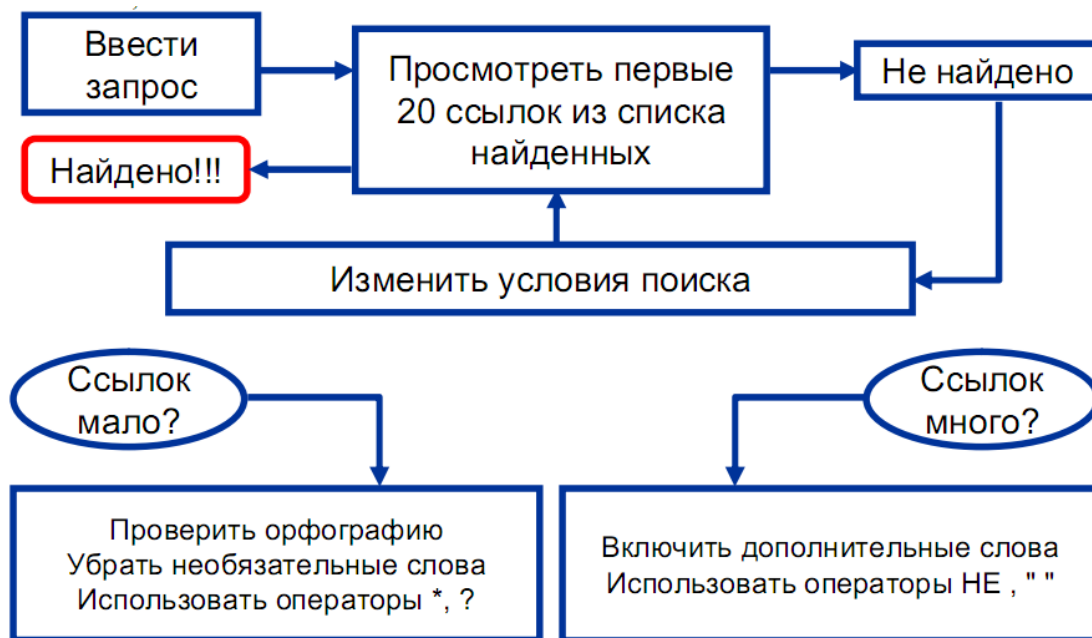 Ввести
запрос
Просмотреть первые
20 ссылок из списка
найденных
Не найдено
Найдено!!!
Изменить условия поиска
Ссылок
мало?
Ссылок
много?
Проверить орфографию
Убрать необязательные слова
Использовать операторы *, ?
Включить дополнительные слова
Использовать операторы НЕ , " "